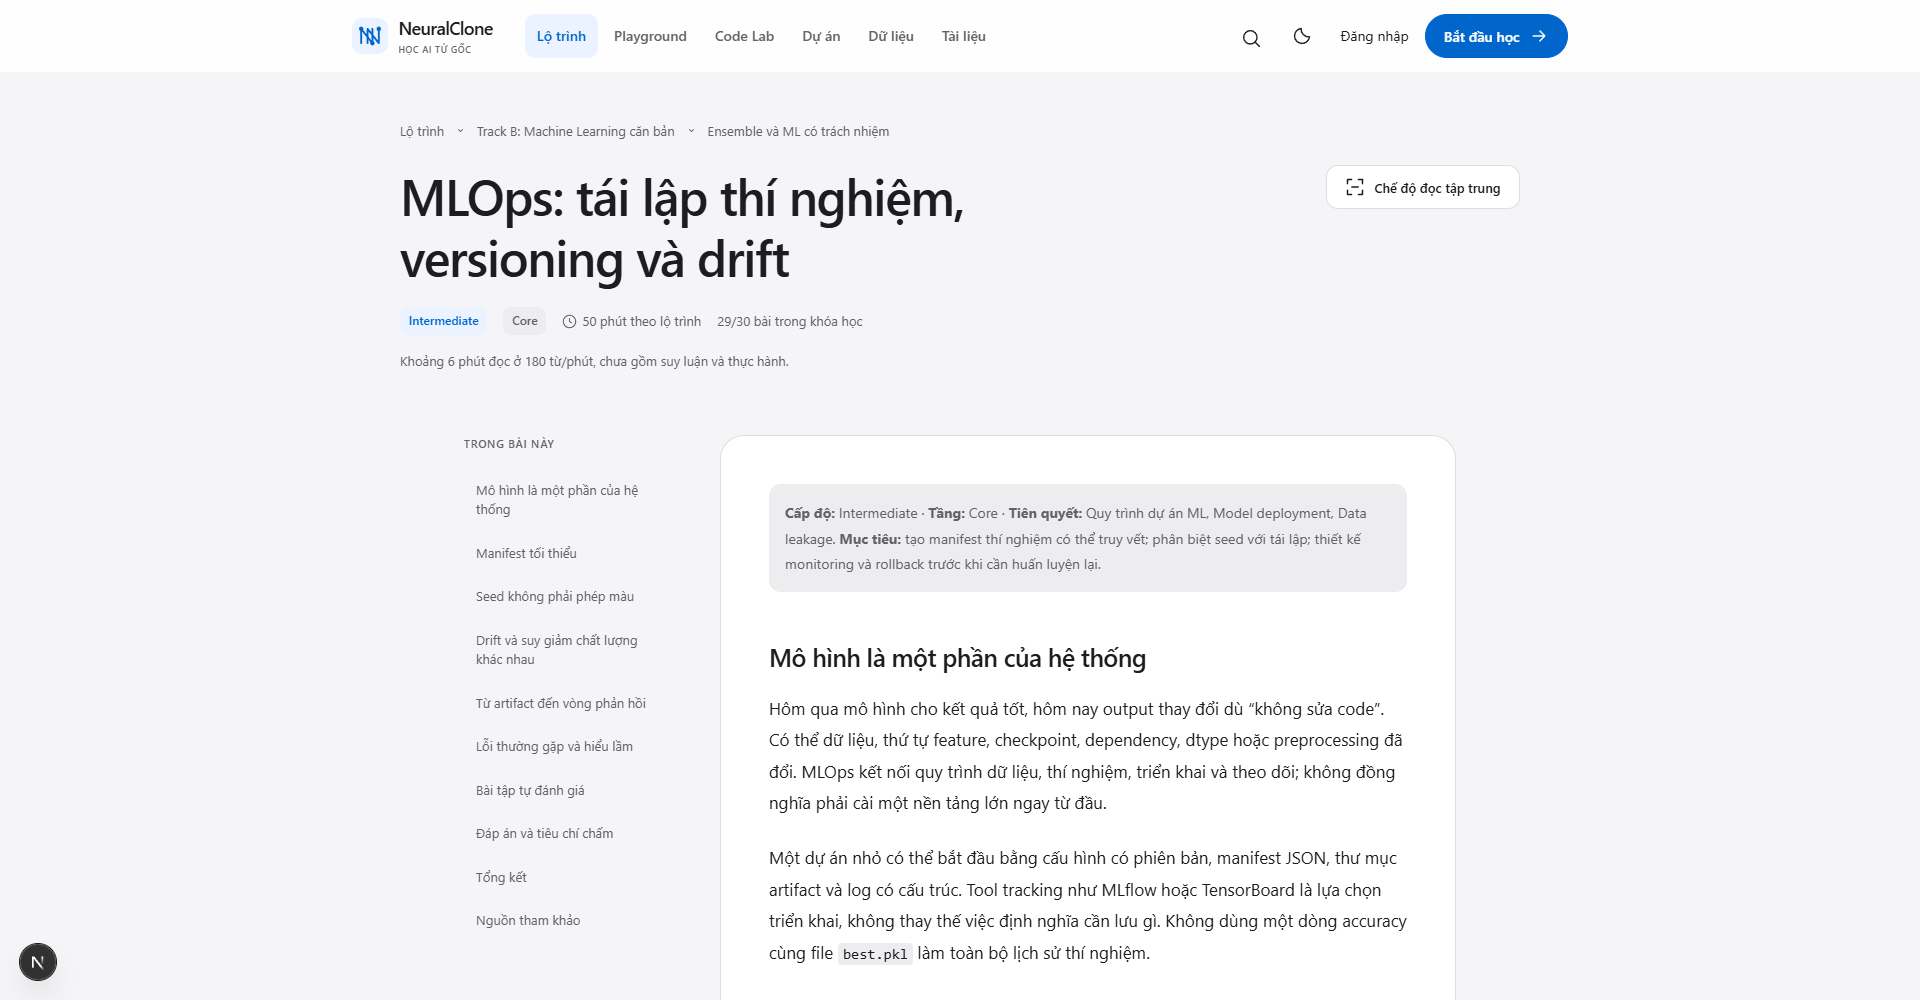 NeuralClone
HỌC AI TỪ GỐC
Lộ trình
Playground
Code Lab
Dự án
Dữ liệu
Tài liệu
Đăng nhập
Bắt đầu học
Lộ trình
Track B: Machine Learning căn bản
Ensemble và ML có trách nhiệm
MLOps: tái lập thí nghiệm,
versioning và drift
Chế độ đọc tập trung
Intermediate
Core
50 phút theo lộ trình
29/30 bài trong khóa học
Khoảng 6 phút đọc ở 180 từ/phút, chưa gồm suy luận và thực hành.
TRONG BÀI NÀY
Mô hình là một phần của hệ
thống
Manifest tối thiểu
Seed không phải phép màu
Drift và suy giảm chất lượng
khác nhau
Từ artifact đến vòng phản hồi
Lỗi thường gặp và hiểu lầm
Bài tập tự đánh giá
Đáp án và tiêu chí chấm
Tổng kết
Nguồn tham khảo
Cấp độ: Intermediate · Tầng: Core · Tiên quyết: Quy trình dự án ML, Model deployment, Data
leakage. Mục tiêu: tạo manifest thí nghiệm có thể truy vết; phân biệt seed với tái lập; thiết kế
monitoring và rollback trước khi cần huấn luyện lại.
Mô hình là một phần của hệ thống
Hôm qua mô hình cho kết quả tốt, hôm nay output thay đổi dù “không sửa code”.
Có thể dữ liệu, thứ tự feature, checkpoint, dependency, dtype hoặc preprocessing đã
đổi. MLOps kết nối quy trình dữ liệu, thí nghiệm, triển khai và theo dõi; không đồng
nghĩa phải cài một nền tảng lớn ngay từ đầu.
Một dự án nhỏ có thể bắt đầu bằng cấu hình có phiên bản, manifest JSON, thư mục
artifact và log có cấu trúc. Tool tracking như MLflow hoặc TensorBoard là lựa chọn
triển khai, không thay thế việc định nghĩa cần lưu gì. Không dùng một dòng accuracy
cùng file best.pkl làm toàn bộ lịch sử thí nghiệm.
N